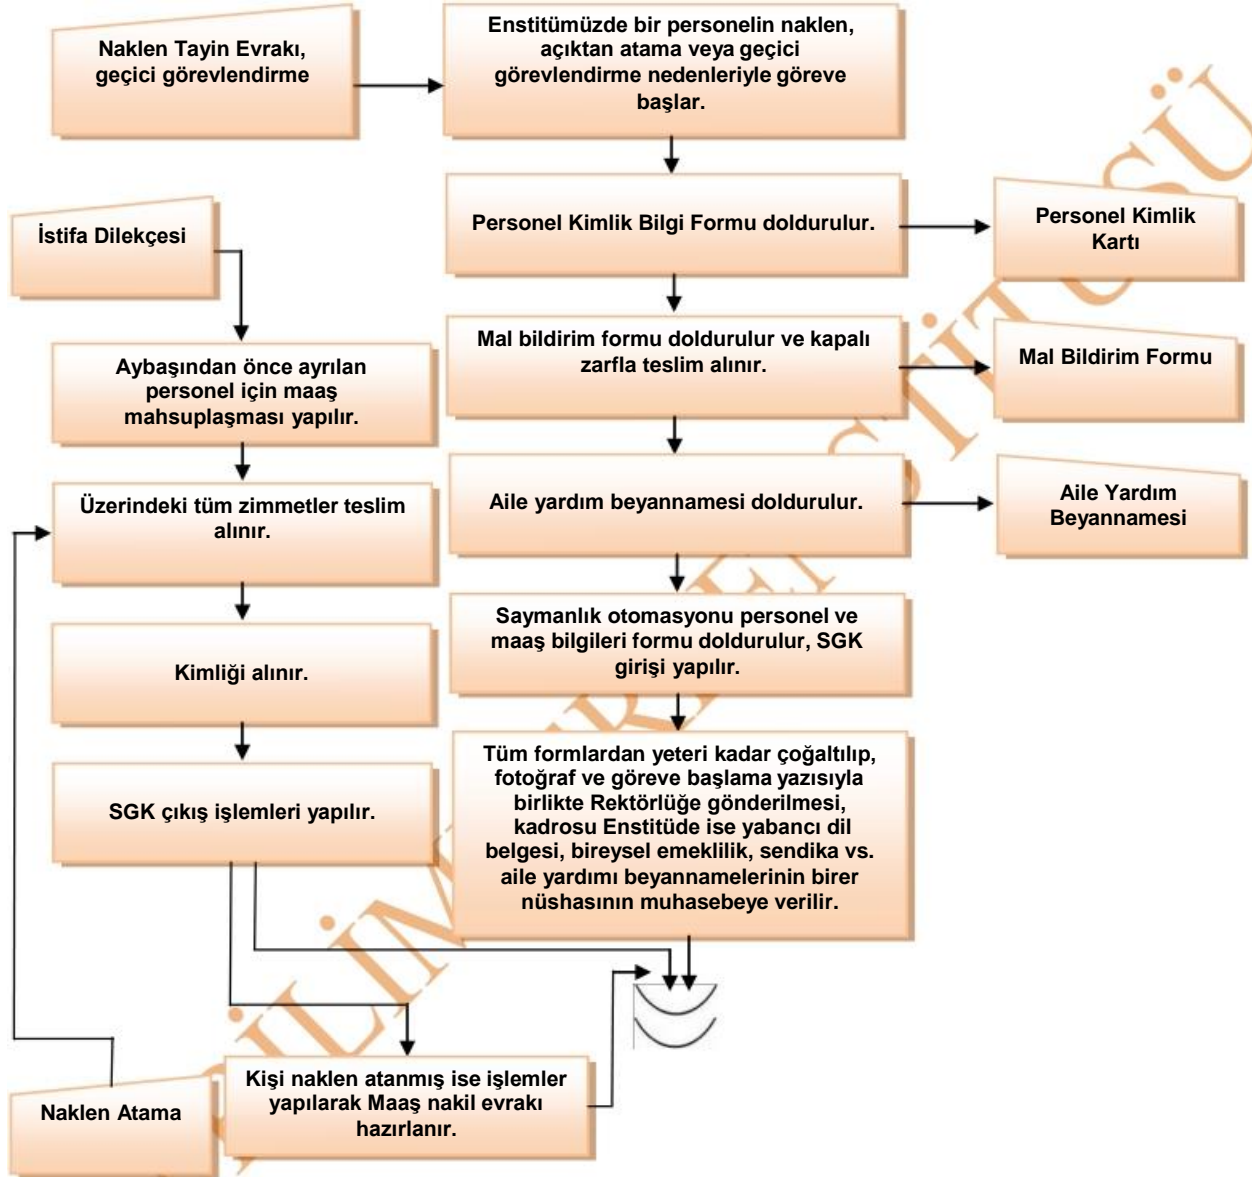 Naklen Tayin Evrakı,
geçici görevlendirme
Enstitümüzde bir personelin naklen,
açıktan atama veya geçici
görevlendirme nedenleriyle göreve
başlar.
Personel Kimlik Bilgi Formu doldurulur.
Personel Kimlik
Kartı
İstifa Dilekçesi
Mal bildirim formu doldurulur ve kapalı
zarfla teslim alınır.
Mal Bildirim Formu
Aybaşından önce ayrılan
personel için maaş
mahsuplaşması yapılır.
Aile yardım beyannamesi doldurulur.
Aile Yardım
Beyannamesi
Üzerindeki tüm zimmetler teslim
alınır.
Saymanlık otomasyonu personel ve
maaş bilgileri formu doldurulur, SGK
girişi yapılır.
Kimliği alınır.
Tüm formlardan yeteri kadar çoğaltılıp,
fotoğraf ve göreve başlama yazısıyla
birlikte Rektörlüğe gönderilmesi,
kadrosu Enstitüde ise yabancı dil
belgesi, bireysel emeklilik, sendika vs.
aile yardımı beyannamelerinin birer
nüshasının muhasebeye verilir.
SGK çıkış işlemleri yapılır.
Kişi naklen atanmış ise işlemler
yapılarak Maaş nakil evrakı
hazırlanır.
Naklen Atama